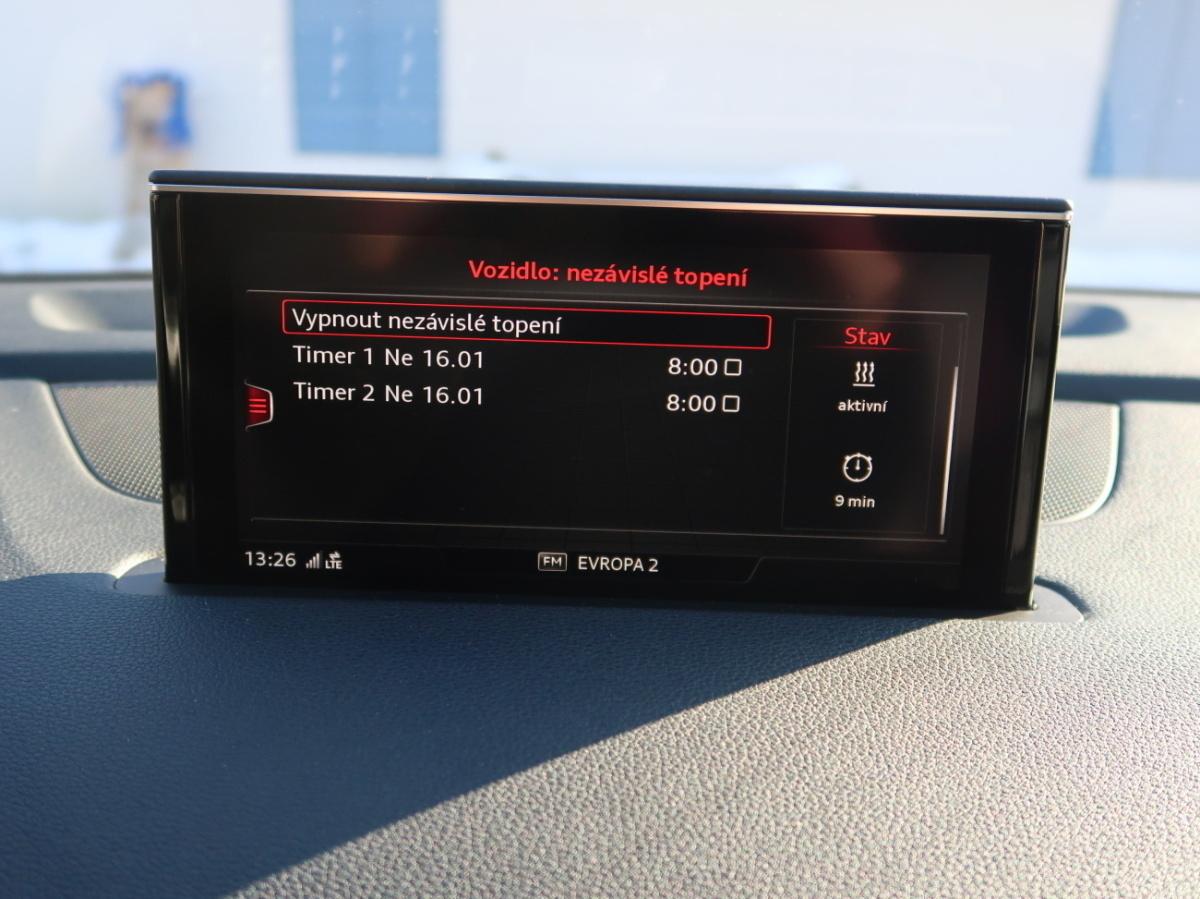 Vozidlo: nezávislé topení
Vypnout nezávislé topení
Timer 1 Ne 16.01 8:00
Timer 2 Ne 16.01 8:00
Stav
aktivní
9 min
13:26 LTE FM EVROPA 2